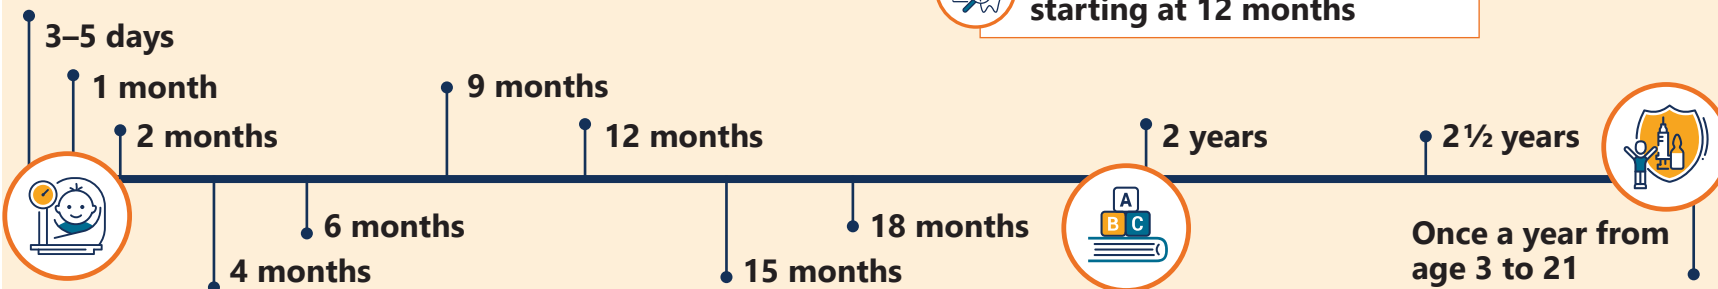 starting at 12 months
3–5 days
1 month
2 months
4 months
6 months
9 months
12 months
15 months
18 months
2 years
2½ years
Once a year from
age 3 to 21
A
B C